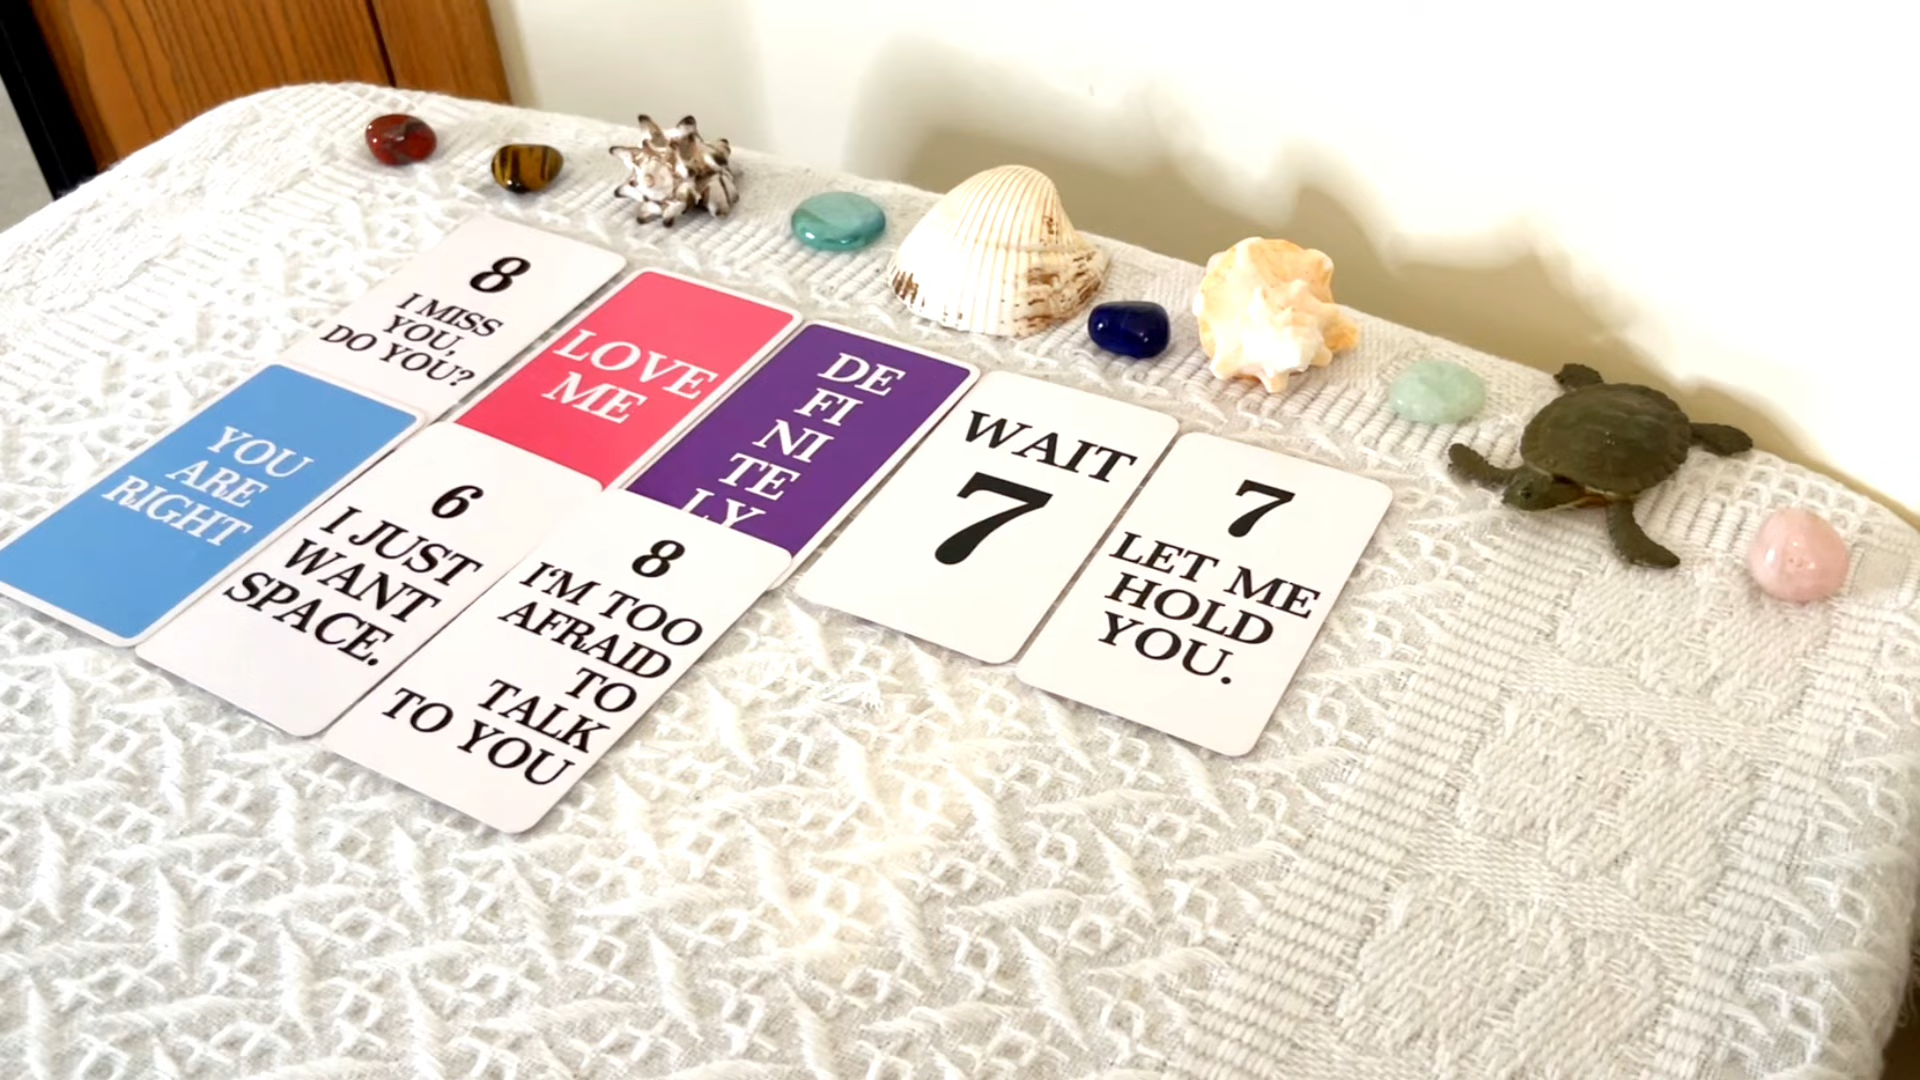 8
I MISS
YOU,
DO YOU?
LOVE
ME
DE
FI
NI
TE
LY
WAIT
7
7
LET ME
HOLD
YOU.
YOU
ARE
RIGHT
6
I JUST
WANT
SPACE.
8
I'M TOO
AFRAID
TO
TALK
TO YOU